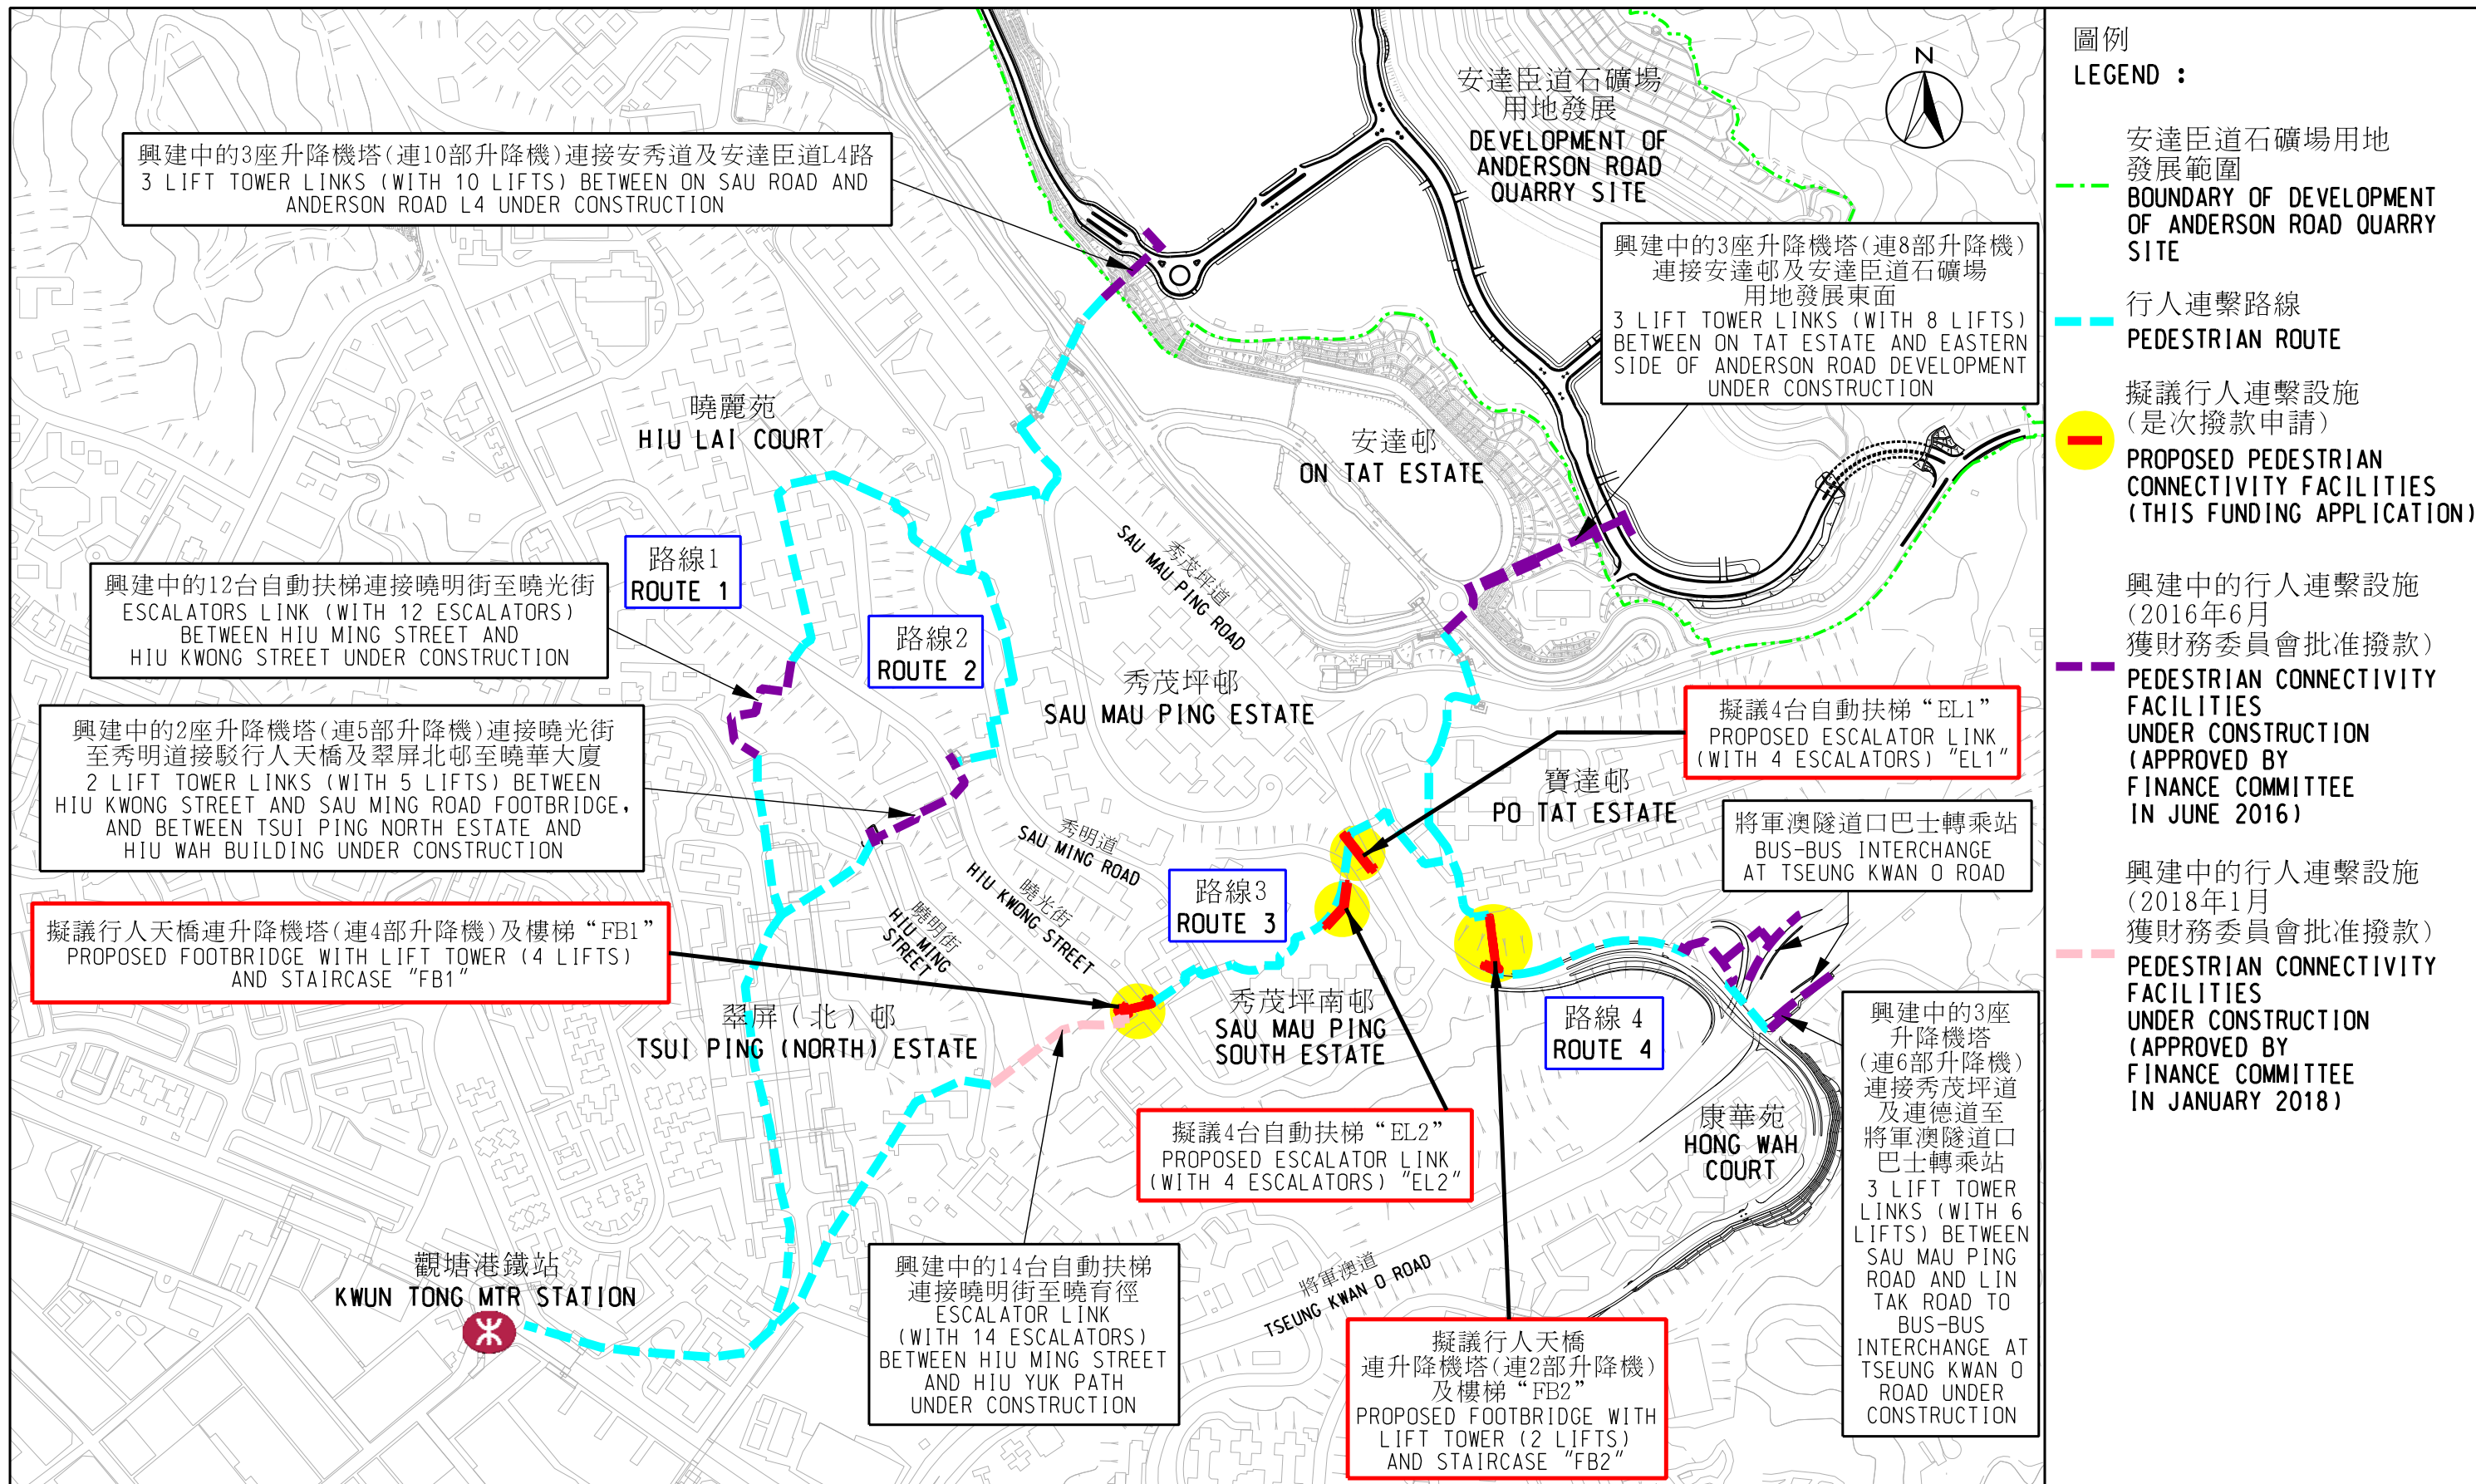 圖例
LEGEND :
安達臣道石礦場用地
發展範圍
BOUNDARY OF DEVELOPMENT
OF ANDERSON ROAD QUARRY
SITE
行人連繫路線
PEDESTRIAN ROUTE
擬議行人連繫設施
(是次撥款申請)
PROPOSED PEDESTRIAN
CONNECTIVITY FACILITIES
(THIS FUNDING APPLICATION)
興建中的行人連繫設施
(2016年6月
獲財務委員會批准撥款)
PEDESTRIAN CONNECTIVITY
FACILITIES
UNDER CONSTRUCTION
(APPROVED BY
FINANCE COMMITTEE
IN JUNE 2016)
興建中的行人連繫設施
(2018年1月
獲財務委員會批准撥款)
PEDESTRIAN CONNECTIVITY
FACILITIES
UNDER CONSTRUCTION
(APPROVED BY
FINANCE COMMITTEE
IN JANUARY 2018)
N
安達臣道石礦場
用地發展
DEVELOPMENT OF
ANDERSON ROAD
QUARRY SITE
興建中的3座升降機塔(連10部升降機)連接安秀道及安達臣道L4路
3 LIFT TOWER LINKS (WITH 10 LIFTS) BETWEEN ON SAU ROAD AND
ANDERSON ROAD L4 UNDER CONSTRUCTION
興建中的3座升降機塔(連8部升降機)
連接安達邨及安達臣道石礦場
用地發展東面
3 LIFT TOWER LINKS (WITH 8 LIFTS)
BETWEEN ON TAT ESTATE AND EASTERN
SIDE OF ANDERSON ROAD DEVELOPMENT
UNDER CONSTRUCTION
曉麗苑
HIU LAI COURT
安達邨
ON TAT ESTATE
秀茂坪道
SAU MAU PING ROAD
路線1
ROUTE 1
興建中的12台自動扶梯連接曉明街至曉光街
ESCALATORS LINK (WITH 12 ESCALATORS)
BETWEEN HIU MING STREET AND
HIU KWONG STREET UNDER CONSTRUCTION
路線2
ROUTE 2
秀茂坪邨
SAU MAU PING ESTATE
興建中的2座升降機塔(連5部升降機)連接曉光街
至秀明道接駁行人天橋及翠屏北邨至曉華大廈
2 LIFT TOWER LINKS (WITH 5 LIFTS) BETWEEN
HIU KWONG STREET AND SAU MING ROAD FOOTBRIDGE,
AND BETWEEN TSUI PING NORTH ESTATE AND
HIU WAH BUILDING UNDER CONSTRUCTION
擬議4台自動扶梯“EL1”
PROPOSED ESCALATOR LINK
(WITH 4 ESCALATORS) "EL1"
寶達邨
PO TAT ESTATE
將軍澳隧道口巴士轉乘站
BUS-BUS INTERCHANGE
AT TSEUNG KWAN O ROAD
秀明道
SAU MING ROAD
曉光街
HIU KWONG STREET
曉明街
HIU MING
STREET
路線3
ROUTE 3
擬議行人天橋連升降機塔(連4部升降機)及樓梯“FB1”
PROPOSED FOOTBRIDGE WITH LIFT TOWER (4 LIFTS)
AND STAIRCASE "FB1"
翠屏(北)邨
TSUI PING (NORTH) ESTATE
秀茂坪南邨
SAU MAU PING
SOUTH ESTATE
路線 4
ROUTE 4
興建中的3座
升降機塔
(連6部升降機)
連接秀茂坪道
及連德道至
將軍澳隧道口
巴士轉乘站
3 LIFT TOWER
LINKS (WITH 6
LIFTS) BETWEEN
SAU MAU PING
ROAD AND LIN
TAK ROAD TO
BUS-BUS
INTERCHANGE AT
TSEUNG KWAN O
ROAD UNDER
CONSTRUCTION
康華苑
HONG WAH
COURT
擬議4台自動扶梯“EL2”
PROPOSED ESCALATOR LINK
(WITH 4 ESCALATORS) "EL2"
觀塘港鐵站
KWUN TONG MTR STATION
興建中的14台自動扶梯
連接曉明街至曉育徑
ESCALATOR LINK
(WITH 14 ESCALATORS)
BETWEEN HIU MING STREET
AND HIU YUK PATH
UNDER CONSTRUCTION
將軍澳道
TSEUNG KWAN O ROAD
擬議行人天橋
連升降機塔(連2部升降機)
及樓梯“FB2”
PROPOSED FOOTBRIDGE WITH
LIFT TOWER (2 LIFTS)
AND STAIRCASE "FB2"